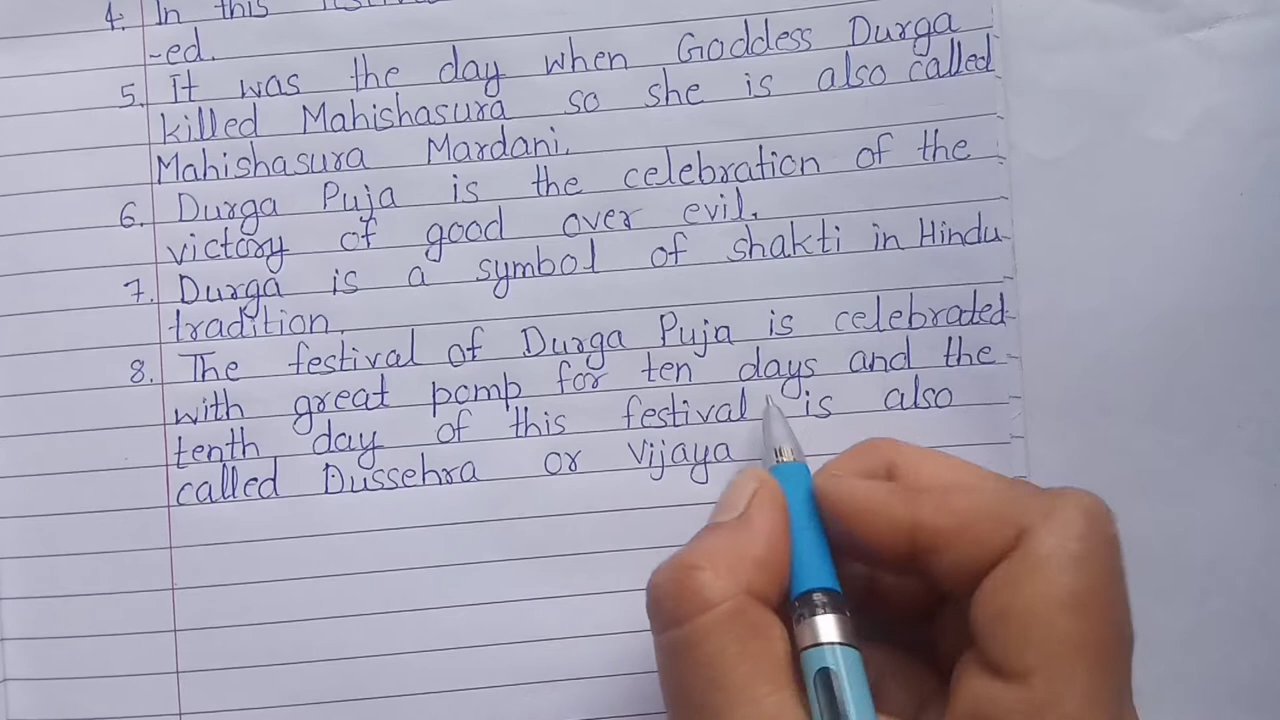 4. In this
-ed.
5. It was the day when Goddess Durga
killed Mahishasura so she is also called
Mahishasura Mardani.
6. Durga Puja is the celebration of the
victory of good over evil.
7. Durga is a symbol of shakti in Hindu
tradition.
8. The festival of Durga Puja is celebrated
with great pomp for ten days and the
tenth day of this festival is also
called Dussehra or Vijaya